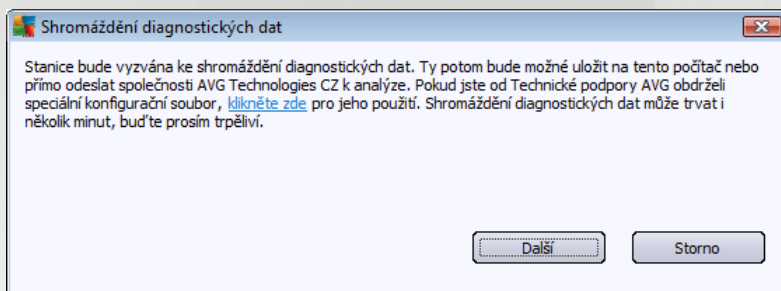 Shromáždění diagnostických dat
Stanice bude vyzvána ke shromáždění diagnostických dat. Ty potom bude možné uložit na tento počítač nebo
přímo odeslat společnosti AVG Technologies CZ k analýze. Pokud jste od Technické podpory AVG obdrželi
speciální konfigurační soubor, klikněte zde pro jeho použití. Shromáždění diagnostických dat může trvat i
několik minut, buďte prosím trpěliví.
Další
Storno